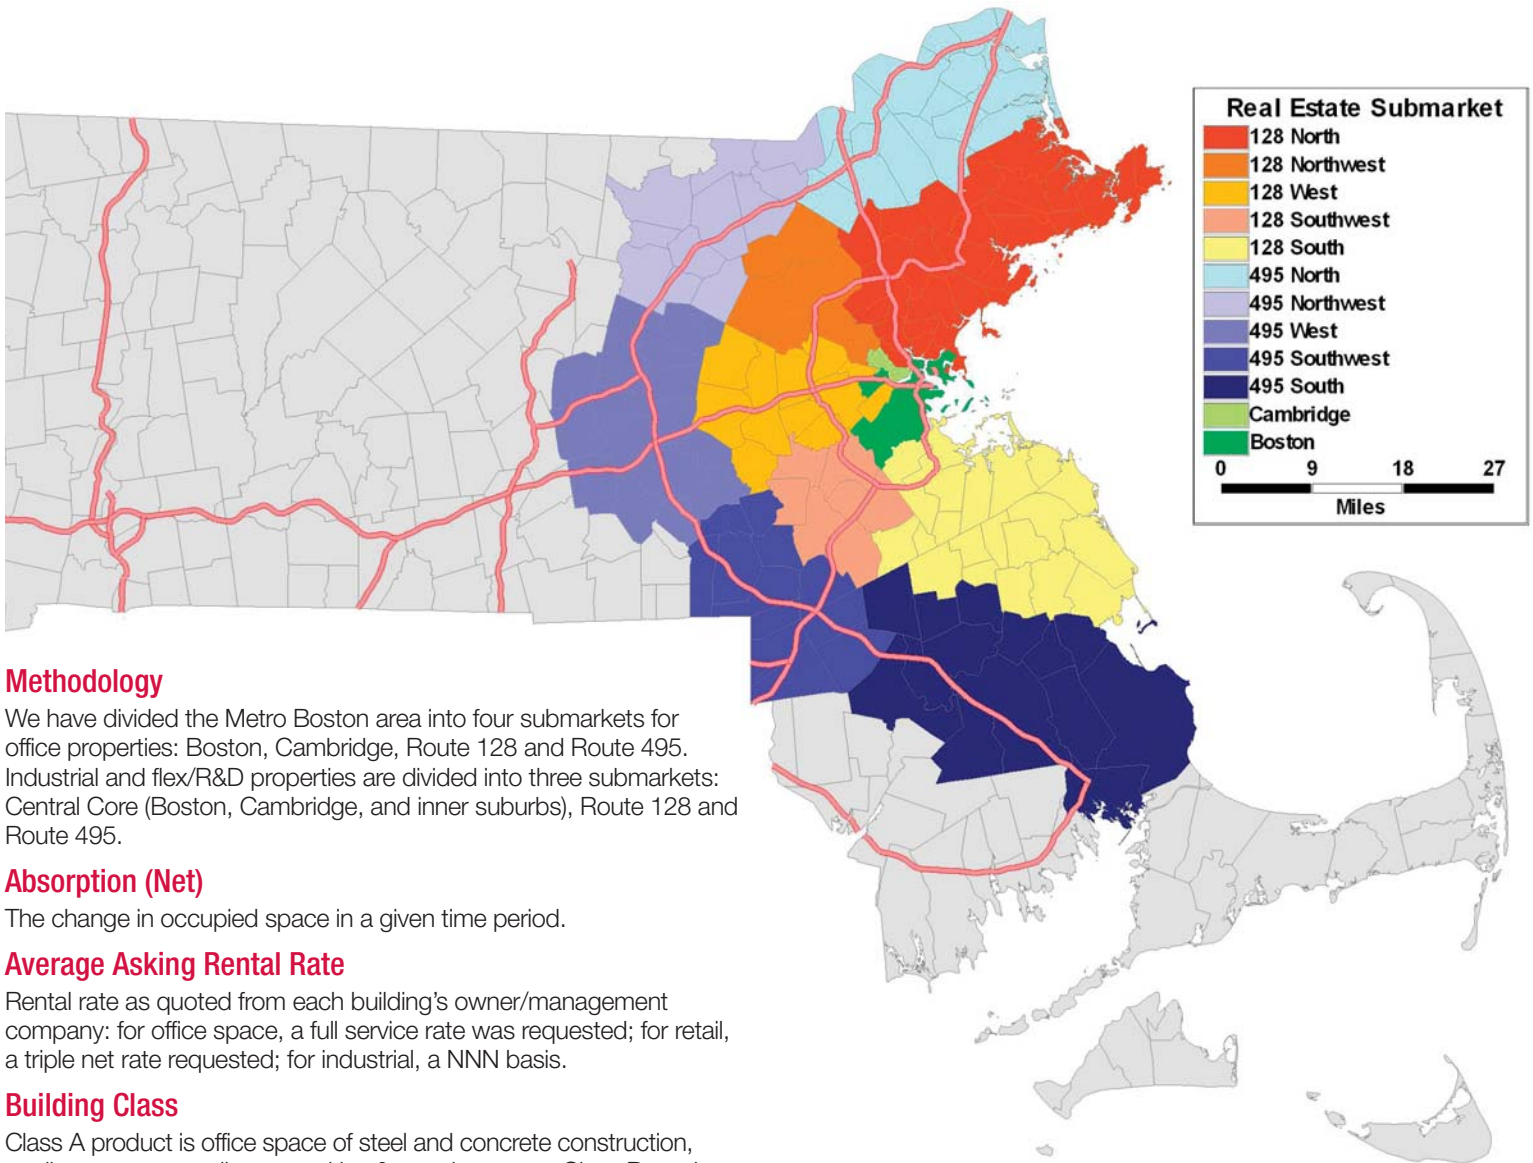 Real Estate Submarket
128 North
128 Northwest
128 West
128 Southwest
128 South
495 North
495 Northwest
495 West
495 Southwest
495 South
Cambridge
Boston
0 9 18 27
Miles
Methodology
We have divided the Metro Boston area into four submarkets for
office properties: Boston, Cambridge, Route 128 and Route 495.
Industrial and flex/R&D properties are divided into three submarkets:
Central Core (Boston, Cambridge, and inner suburbs), Route 128 and
Route 495.
Absorption (Net)
The change in occupied space in a given time period.
Average Asking Rental Rate
Rental rate as quoted from each building's owner/management
company: for office space, a full service rate was requested; for retail,
a triple net rate requested; for industrial, a NNN basis.
Building Class
Class A product is office space of steel and concrete construction,